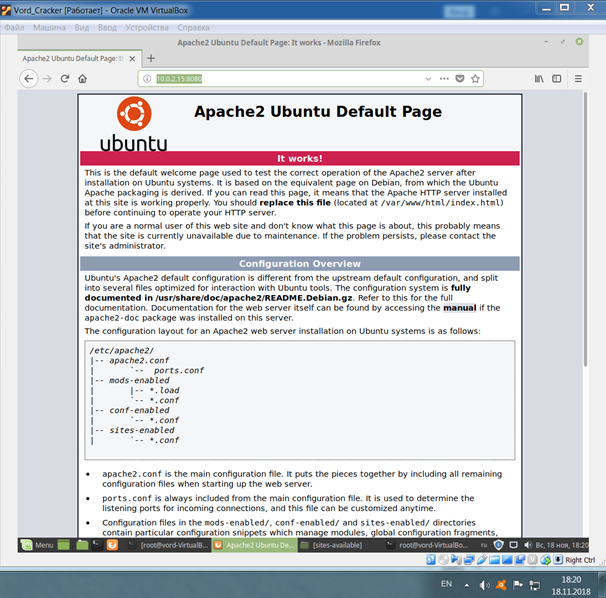 Vord_Cracker [Работает] - Oracle VM VirtualBox
Файл Машина Вид Ввод Устройства Справка
Apache2 Ubuntu Default Page: It works - Mozilla Firefox
Apache2 Ubuntu Default Page: It
10.0.2.15:8080
ubuntu
Apache2 Ubuntu Default Page
It works!
This is the default welcome page used to test the correct operation of the Apache2 server after
installation on Ubuntu systems. It is based on the equivalent page on Debian, from which the Ubuntu
Apache packaging is derived. If you can read this page, it means that the Apache HTTP server installed
at this site is working properly. You should replace this file (located at /var/www/html/index.html)
before continuing to operate your HTTP server.
If you are a normal user of this web site and don't know what this page is about, this probably means
that the site is currently unavailable due to maintenance. If the problem persists, please contact the
site's administrator.
Configuration Overview
Ubuntu's Apache2 default configuration is different from the upstream default configuration, and split
into several files optimized for interaction with Ubuntu tools. The configuration system is fully
documented in /usr/share/doc/apache2/README.Debian.gz. Refer to this for the full
documentation. Documentation for the web server itself can be found by accessing the manual if the
apache2-doc package was installed on this server.
The configuration layout for an Apache2 web server installation on Ubuntu systems is as follows:
/etc/apache2/
|-- apache2.conf
|       `--  ports.conf
|-- mods-enabled
|       |-- *.load
|       `-- *.conf
|-- conf-enabled
|       `-- *.conf
|-- sites-enabled
|       `-- *.conf
• apache2.conf is the main configuration file. It puts the pieces together by including all remaining
configuration files when starting up the web server.
• ports.conf is always included from the main configuration file. It is used to determine the
listening ports for incoming connections, and this file can be customized anytime.
• Configuration files in the mods-enabled/, conf-enabled/ and sites-enabled/ directories
contain particular configuration snippets which manage modules, global configuration fragments,
Menu [root@vord-VirtualB... Apache2 Ubuntu De... [sites-available] root@vord-VirtualBo... ru Вс, 18 ноя, 18:20
Right Ctrl
EN 18:20
18.11.2018